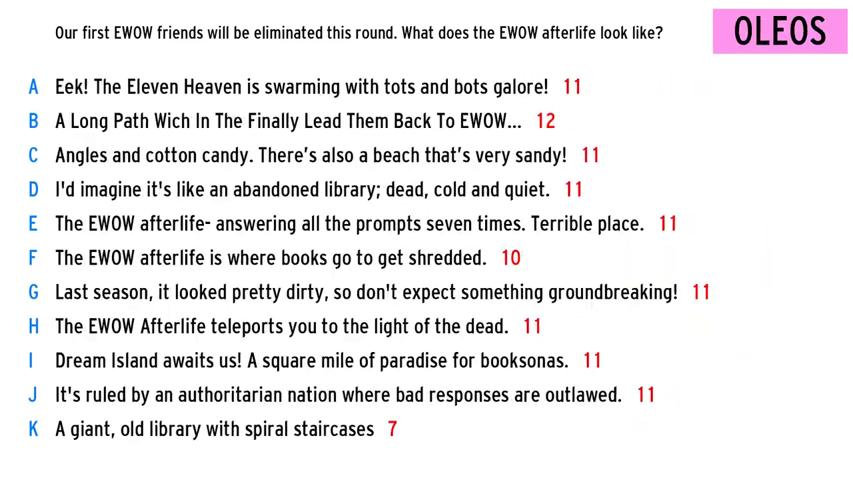 Our first EWOW friends will be eliminated this round. What does the EWOW afterlife look like?
OLEOS
A Eek! The Eleven Heaven is swarming with tots and bots galore! 11
B A Long Path Wich In The Finally Lead Them Back To EWOW... 12
C Angles and cotton candy. There's also a beach that's very sandy! 11
D I'd imagine it's like an abandoned library; dead, cold and quiet. 11
E The EWOW afterlife- answering all the prompts seven times. Terrible place. 11
F The EWOW afterlife is where books go to get shredded. 10
G Last season, it looked pretty dirty, so don't expect something groundbreaking! 11
H The EWOW Afterlife teleports you to the light of the dead. 11
I Dream Island awaits us! A square mile of paradise for booksonas. 11
J It's ruled by an authoritarian nation where bad responses are outlawed. 11
K A giant, old library with spiral staircases 7